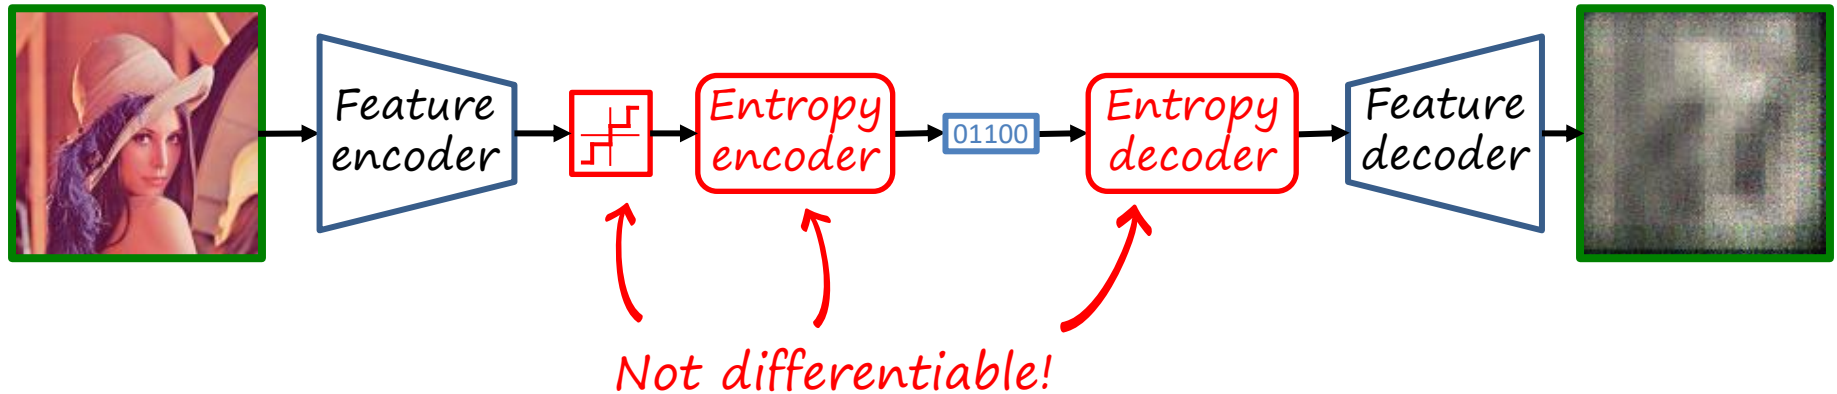 Feature
encoder
Entropy
encoder
01100
Entropy
decoder
Feature
decoder
Not differentiable!